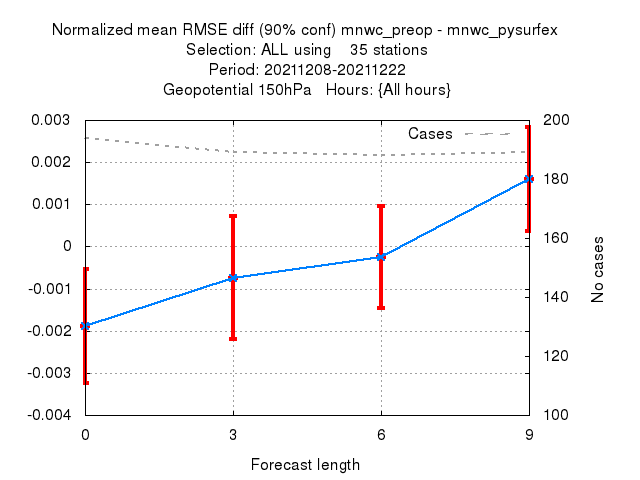 Normalized mean RMSE diff (90% conf) mnwc_preop - mnwc_pysurfex
Selection: ALL using    35 stations
Period: 20211208-20211222
Geopotential 150hPa   Hours: {All hours}
0.003
0.002
0.001
0
-0.001
-0.002
-0.003
-0.004
Cases
200
180
160
140
120
100
No cases
0 3 6 9
Forecast length